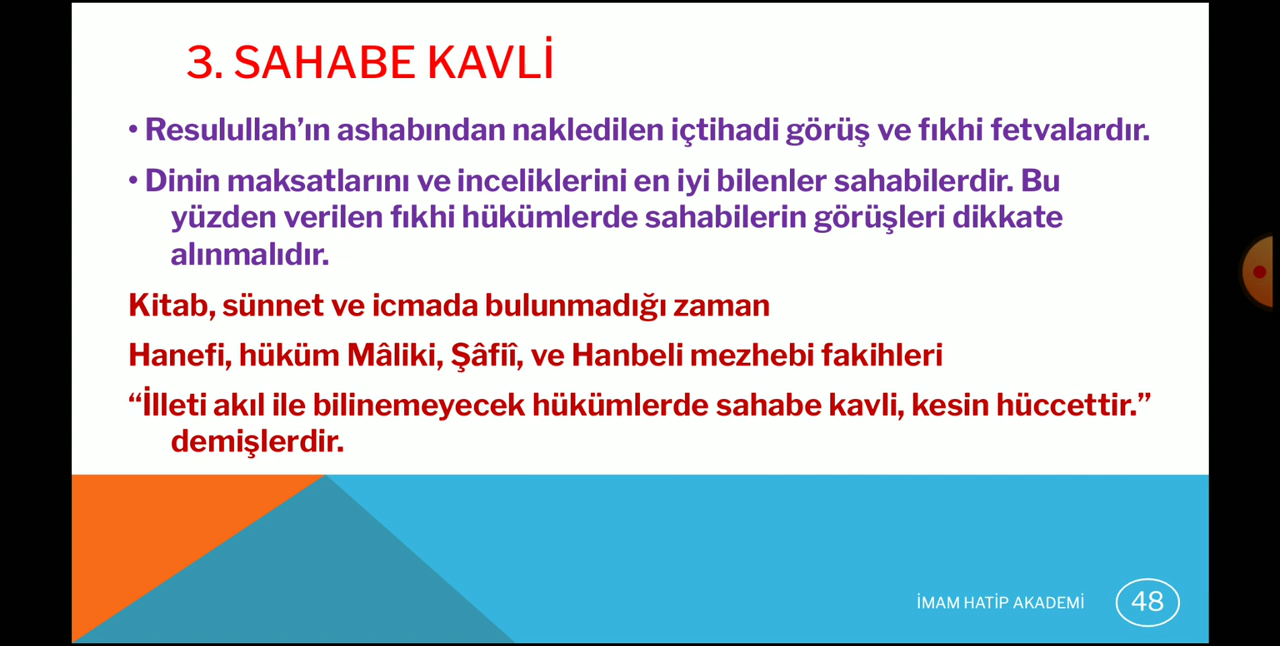 3. SAHABE KAVLİ
• Resulullah’ın ashabından nakledilen içtihadi görüş ve fıkhi fetvalardır.
• Dinin maksatlarını ve inceliklerini en iyi bilenler sahabilerdir. Bu
yüzden verilen fıkhi hükümlerde sahabilerin görüşleri dikkate
alınmalıdır.
Kitab, sünnet ve icmada bulunmadığı zaman
Hanefi, hüküm Mâliki, Şâfiî, ve Hanbeli mezhebi fakihleri
“İlleti akıl ile bilinemeyecek hükümlerde sahabe kavli, kesin hüccettir.”
demişlerdir.
İMAM HATİP AKADEMİ
48